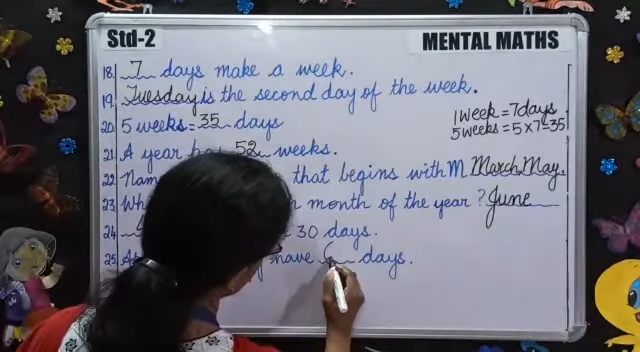 Std-2 MENTAL MATHS
18. 7 days make a week.
19. Tuesday is the second day of the week.
1 week = 7 days
20. 5 weeks = 35 days
5 weeks = 5 x 7 = 35
21. A year has 52 weeks.
22. Name that begins with M March, May.
23. month of the year? June
24. 30 days.
25. have days.